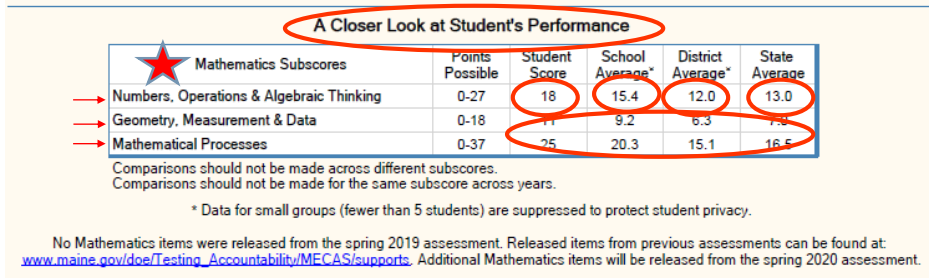 A Closer Look at Student's Performance
Mathematics Subscores Points Possible Student Score School Average* District Average* State Average
Numbers, Operations & Algebraic Thinking 0-27 18 15.4 12.0 13.0
Geometry, Measurement & Data 0-18 11 9.2 6.3
Mathematical Processes 0-37 25 20.3 15.1 16.5
Comparisons should not be made across different subscores.
Comparisons should not be made for the same subscore across years.
* Data for small groups (fewer than 5 students) are suppressed to protect student privacy.
No Mathematics items were released from the spring 2019 assessment. Released items from previous assessments can be found at:
www.maine.gov/doe/Testing_Accountability/MECAS/supports. Additional Mathematics items will be released from the spring 2020 assessment.